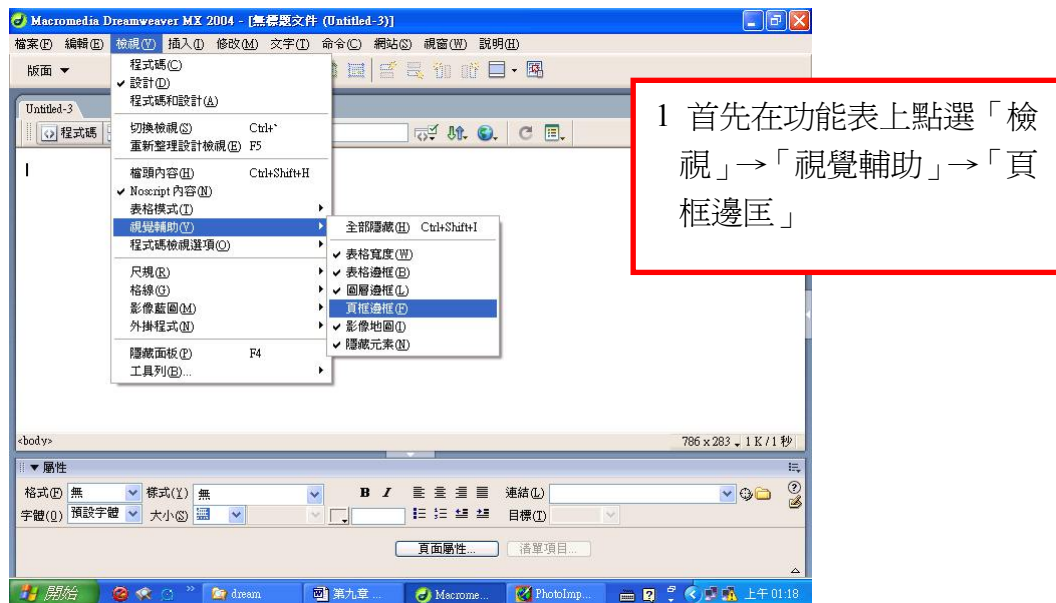 Macromedia Dreamweaver MX 2004 - [無標題文件 (Untitled-3)]
檔案(F) 編輯(E) 檢視(V) 插入(I) 修改(M) 文字(T) 命令(C) 網站(S) 視窗(W) 說明(H)
版面
程式碼(C)
設計(D)
程式碼和設計(A)
切換檢視(S) Ctrl+`
重新整理設計檢視(E) F5
檔頭內容(H) Ctrl+Shift+H
Noscript 內容(N)
表格模式(T)
視覺輔助(Y)
程式碼檢視選項(O)
尺規(R)
格線(G)
影像藍圖(M)
外掛程式(N)
隱藏面板(P) F4
工具列(B)...
全部隱藏(H) Ctrl+Shift+I
表格寬度(W)
表格邊框(B)
圖層邊框(L)
頁框邊框(F)
影像地圖(I)
隱藏元素(N)
Untitled-3
程式碼
1 首先在功能表上點選「檢
視」→「視覺輔助」→「頁
框邊匡」
<body>
786 x 283 1 K / 1 秒
屬性
格式(F) 無 樣式(Y) 無 B I 連結(L)
字體(O) 預設字體 大小(S) 無 目標(T)
頁面屬性... 清單項目...
開始 dream 第九章 ... Macrome... PhotoImp... 上午 01:18